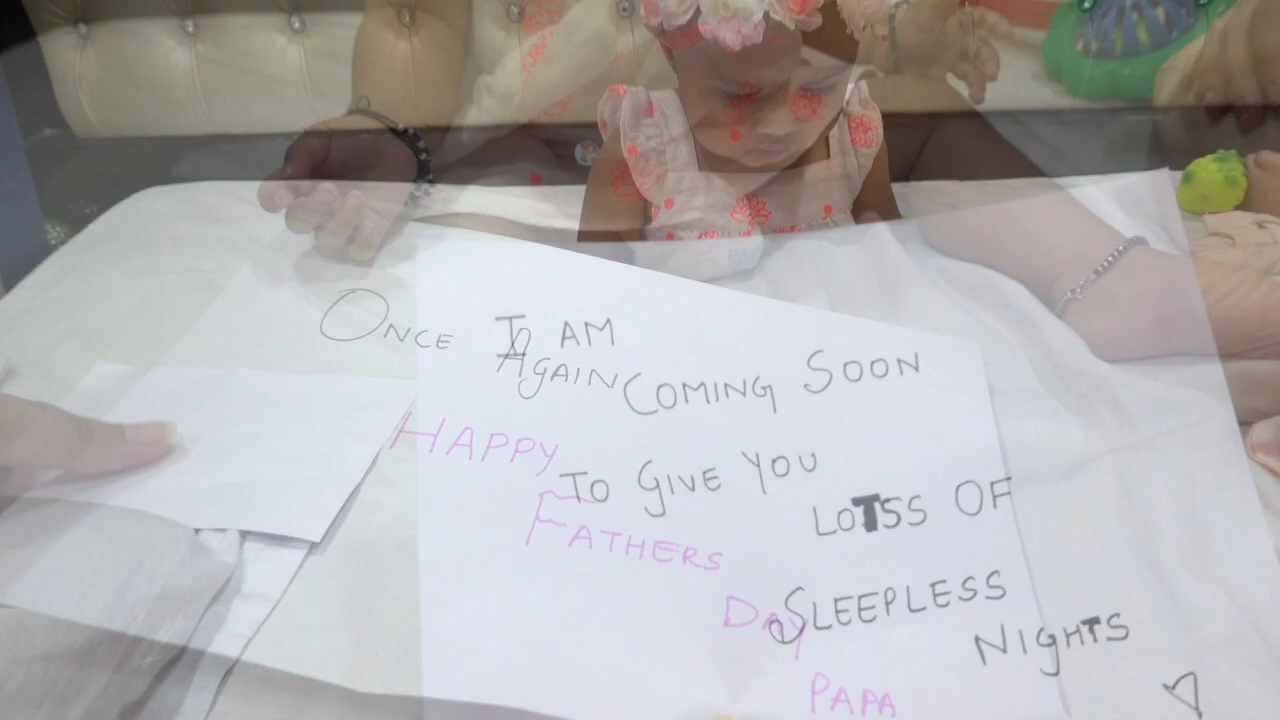 Once I AM
Again COMING SOON
TO GIVE YOU
LOTSS OF
SLEEPLESS
NIGHTS
HAPPY
FATHERS
DAY
PAPA